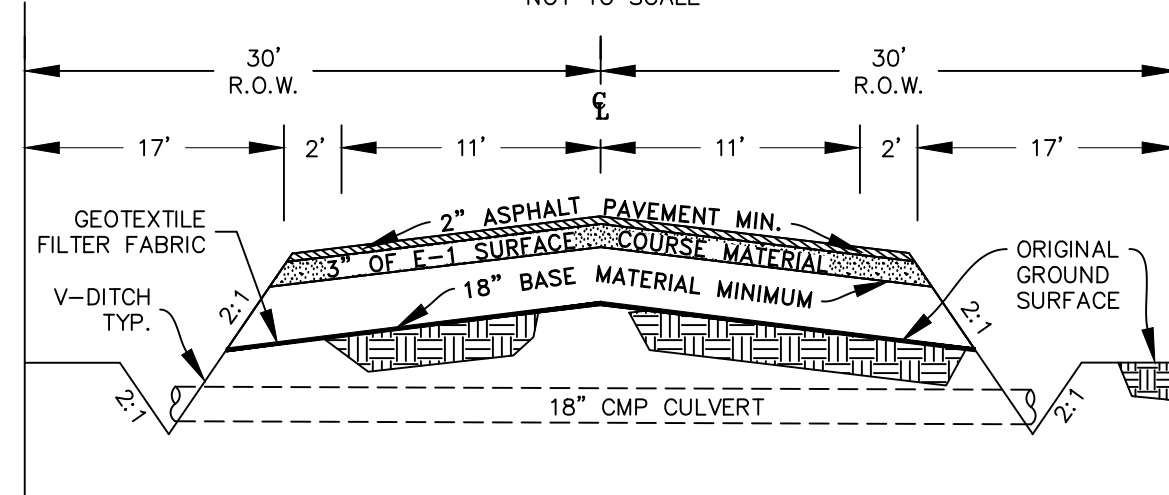 NOT TO SCALE
30'
R.O.W.
30'
R.O.W.
℄
17'
2'
11'
11'
2'
17'
2" ASPHALT PAVEMENT MIN.
GEOTEXTILE
FILTER FABRIC
3" OF E-1 SURFACE COURSE MATERIAL
ORIGINAL
GROUND
SURFACE
18" BASE MATERIAL MINIMUM
V-DITCH
TYP.
2:1
2:1
2:1
18" CMP CULVERT
2:1